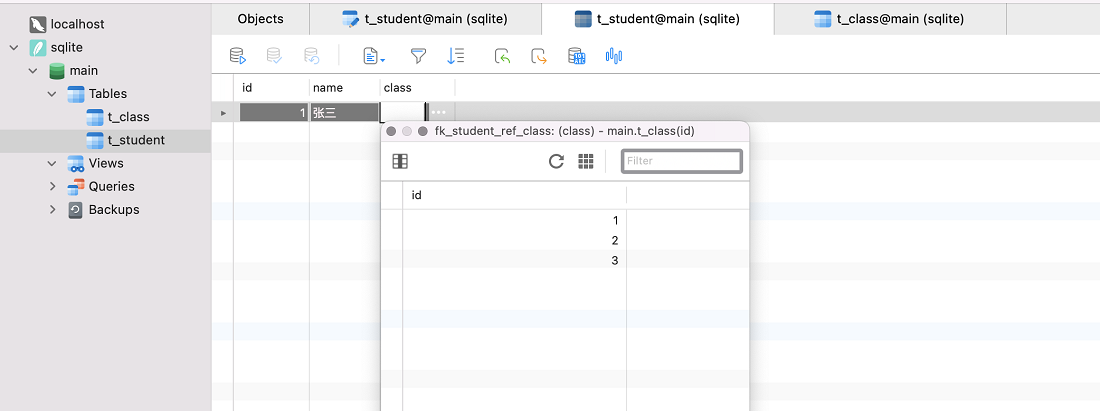 localhost
sqlite
main
Tables
t_class
t_student
Views
Queries
Backups
Objects
t_student@main (sqlite)
t_student@main (sqlite)
t_class@main (sqlite)
id name class
1 张三 ...
fk_student_ref_class: (class) - main.t_class(id)
Filter
id
1
2
3